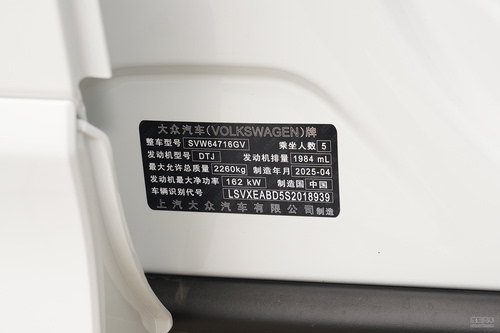 大众汽车(VOLKSWAGEN)牌
整车型号 SVW64716GV 乘坐人数 5
发动机型号 DTJ 发动机排量 1984 mL
最大允许总质量 2260kg 制造年月 2025-04
发动机最大净功率 162 kW 制造国 中国
车辆识别代号 LSVXEABD5S2018939
上汽大众汽车有限公司制造